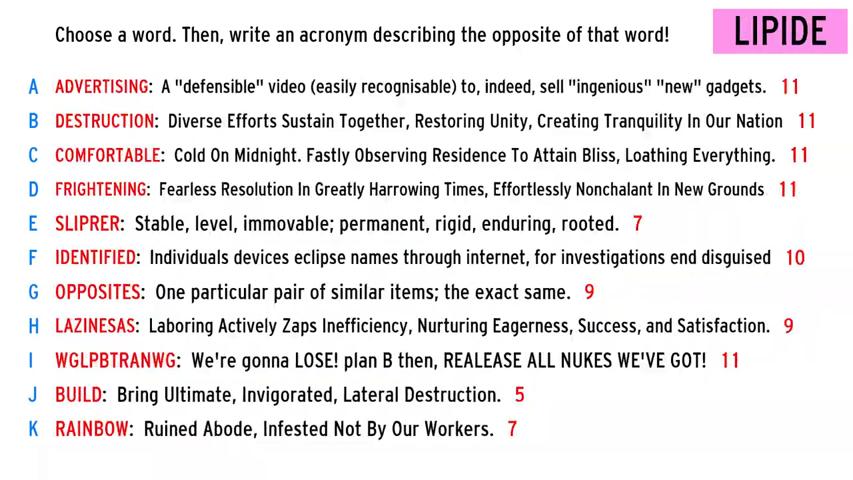 Choose a word. Then, write an acronym describing the opposite of that word!
LIPIDE
A ADVERTISING: A "defensible" video (easily recognisable) to, indeed, sell "ingenious" "new" gadgets. 11
B DESTRUCTION: Diverse Efforts Sustain Together, Restoring Unity, Creating Tranquility In Our Nation 11
C COMFORTABLE: Cold On Midnight. Fastly Observing Residence To Attain Bliss, Loathing Everything. 11
D FRIGHTENING: Fearless Resolution In Greatly Harrowing Times, Effortlessly Nonchalant In New Grounds 11
E SLIPRER: Stable, level, immovable; permanent, rigid, enduring, rooted. 7
F IDENTIFIED: Individuals devices eclipse names through internet, for investigations end disguised 10
G OPPOSITES: One particular pair of similar items; the exact same. 9
H LAZINESAS: Laboring Actively Zaps Inefficiency, Nurturing Eagerness, Success, and Satisfaction. 9
I WGLPBTRANWG: We're gonna LOSE! plan B then, REALEASE ALL NUKES WE'VE GOT! 11
J BUILD: Bring Ultimate, Invigorated, Lateral Destruction. 5
K RAINBOW: Ruined Abode, Infested Not By Our Workers. 7